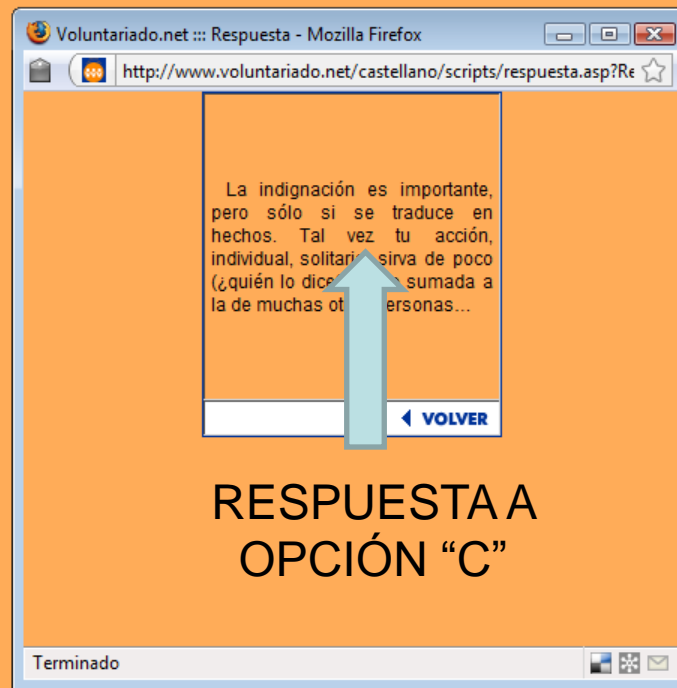 Voluntariado.net ::: Respuesta - Mozilla Firefox
http://www.voluntariado.net/castellano/scripts/respuesta.asp?Re
La indignación es importante,
pero sólo si se traduce en
hechos. Tal vez tu acción,
individual, solitaria, sirva de poco
(¿quién lo dice sumada a
la de muchas personas...
VOLVER
RESPUESTA A
OPCIÓN “C”
Terminado